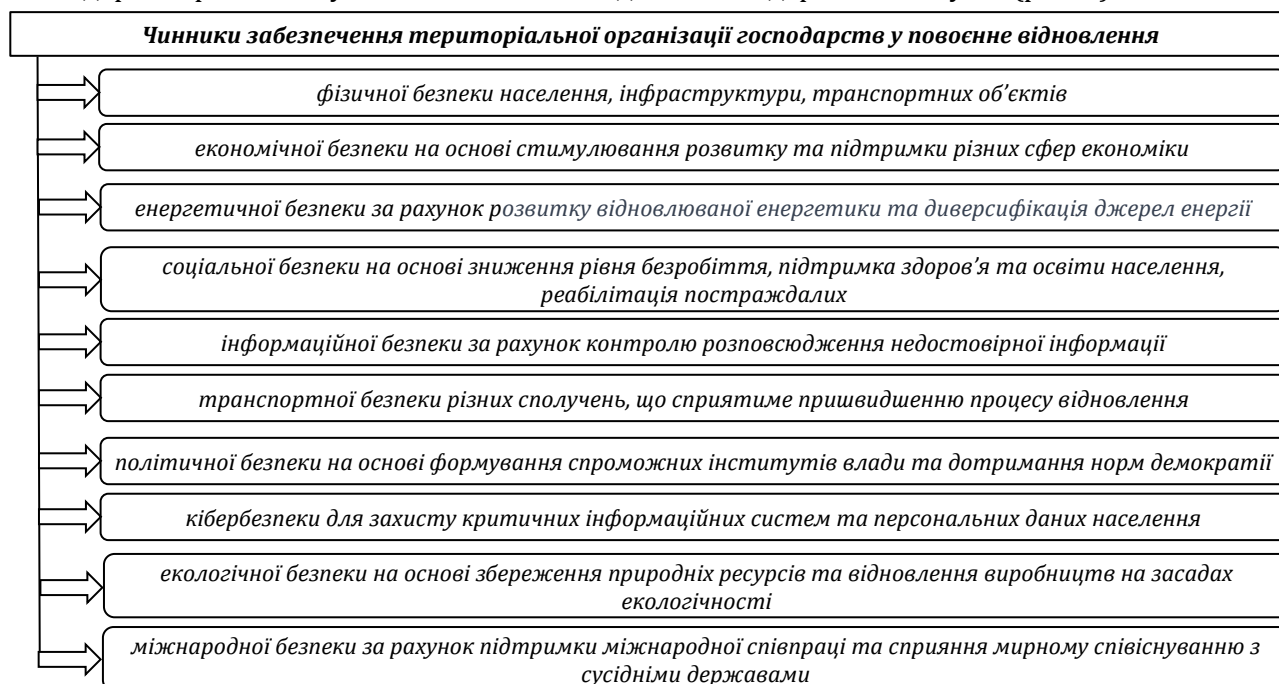 Чинники забезпечення територіальної організації господарств у повоєнне відновлення
фізичної безпеки населення, інфраструктури, транспортних об’єктів
економічної безпеки на основі стимулювання розвитку та підтримки різних сфер економіки
енергетичної безпеки за рахунок розвитку відновлюваної енергетики та диверсифікація джерел енергії
соціальної безпеки на основі зниження рівня безробіття, підтримка здоров’я та освіти населення,
реабілітація постраждалих
інформаційної безпеки за рахунок контролю розповсюдження недостовірної інформації
транспортної безпеки різних сполучень, що сприятиме пришвидшенню процесу відновлення
політичної безпеки на основі формування спроможних інститутів влади та дотримання норм демократії
кібербезпеки для захисту критичних інформаційних систем та персональних даних населення
екологічної безпеки на основі збереження природніх ресурсів та відновлення виробництв на засадах
екологічності
міжнародної безпеки за рахунок підтримки міжнародної співпраці та сприяння мирному співіснуванню з
сусідніми державами